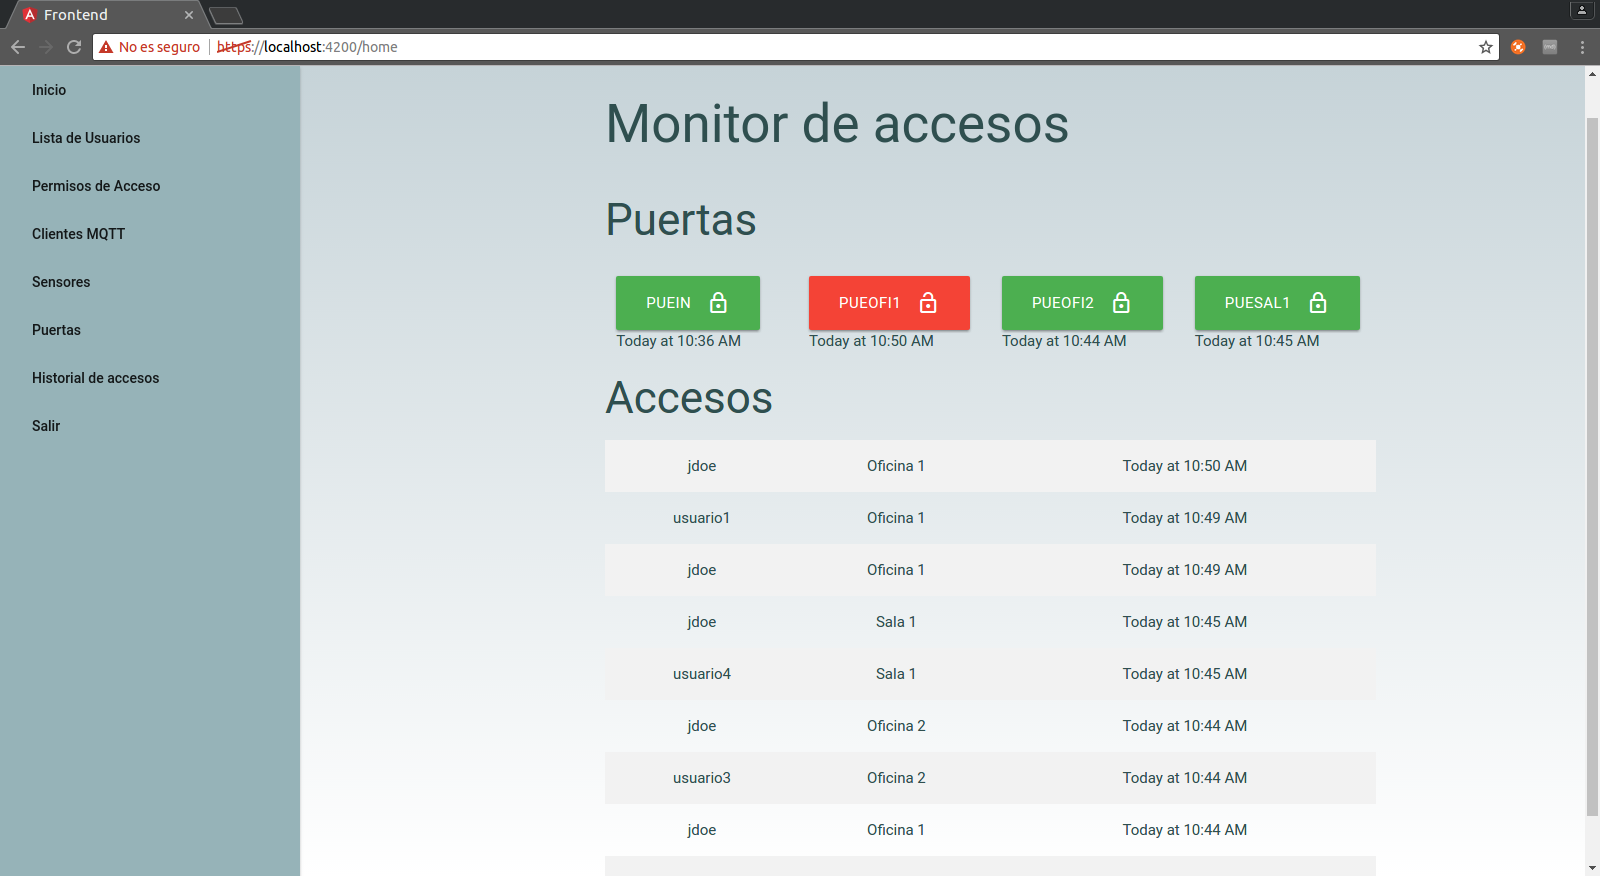 Frontend
No es seguro https://localhost:4200/home
Inicio
Lista de Usuarios
Permisos de Acceso
Clientes MQTT
Sensores
Puertas
Historial de accesos
Salir
Monitor de accesos
Puertas
PUEIN PUEOFI1 PUEOFI2 PUESAL1
Today at 10:36 AM Today at 10:50 AM Today at 10:44 AM Today at 10:45 AM
Accesos
jdoe Oficina 1 Today at 10:50 AM
usuario1 Oficina 1 Today at 10:49 AM
jdoe Oficina 1 Today at 10:49 AM
jdoe Sala 1 Today at 10:45 AM
usuario4 Sala 1 Today at 10:45 AM
jdoe Oficina 2 Today at 10:44 AM
usuario3 Oficina 2 Today at 10:44 AM
jdoe Oficina 1 Today at 10:44 AM